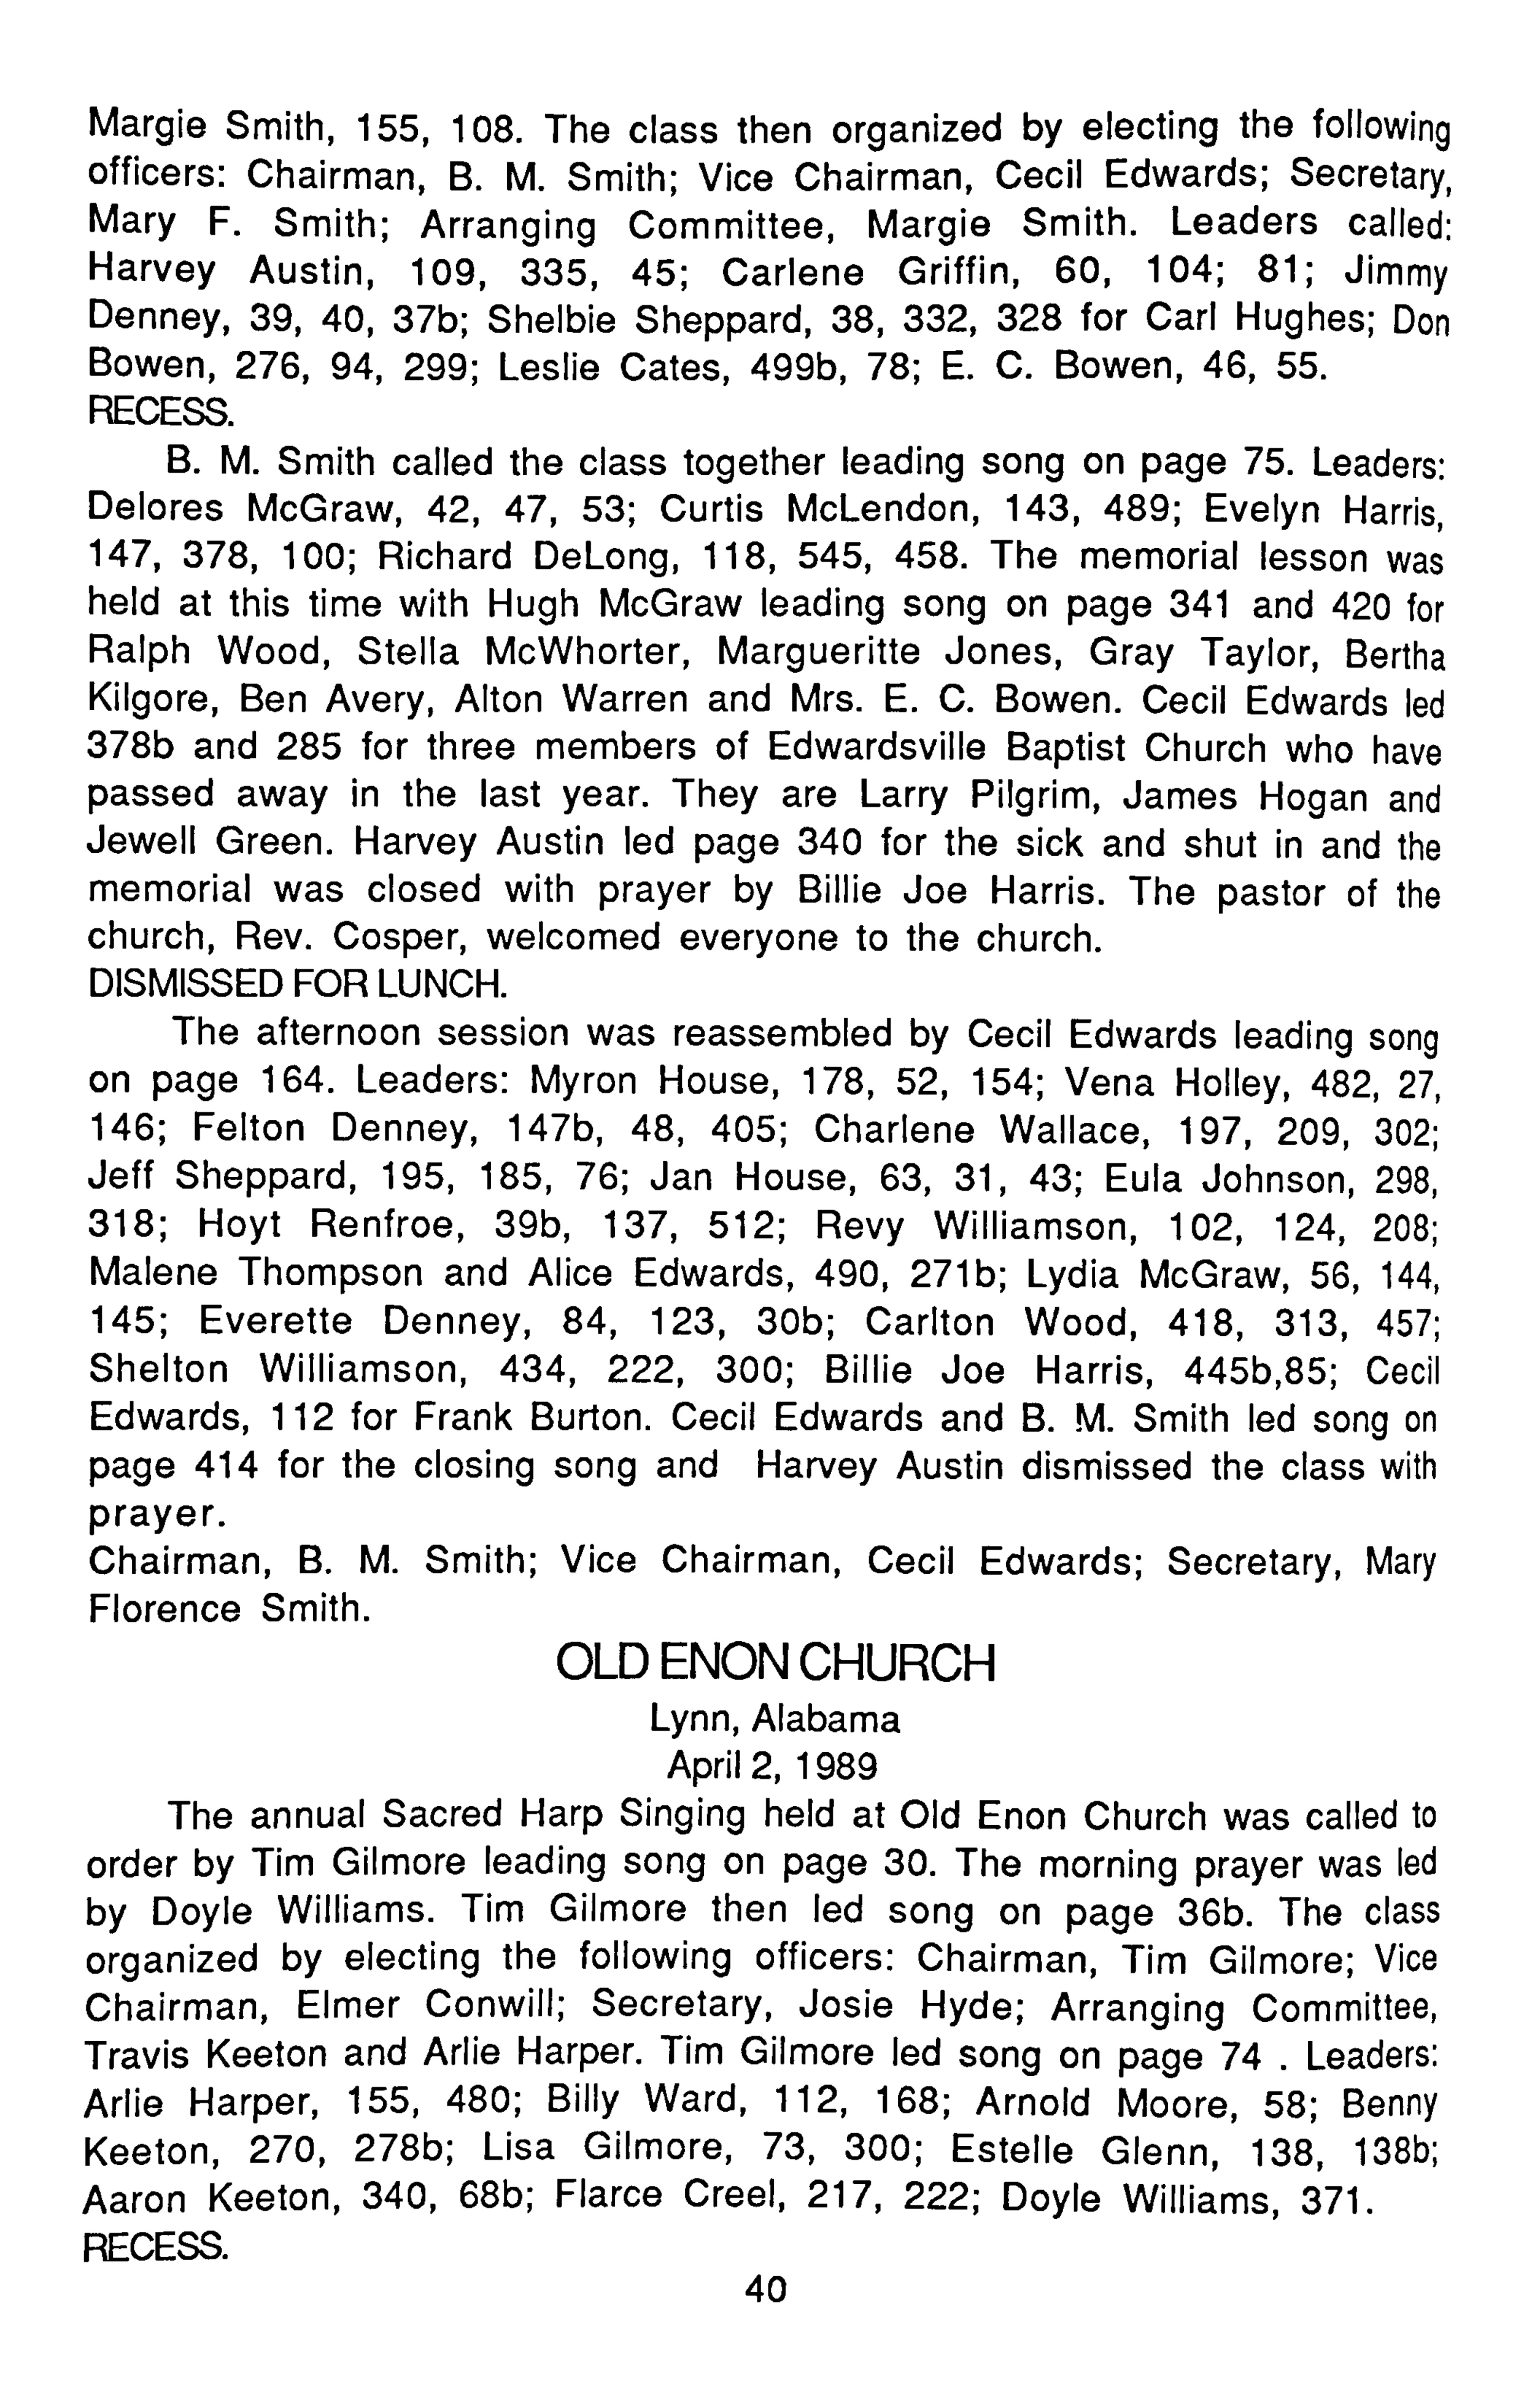 Margie Smith, 155, 108. The class then organized by electing the following
officers: Chairman, B. M. Smith; Vice Chairman, Cecil Edwards; Secretary,
Mary F. Smith; Arranging Committee, Margie Smith. Leaders called:
Harvey Austin, 109, 335, 45; Carlene Griffin, 60, 104; 81; Jimmy
Denney, 39, 40, 37b; Shelbie Sheppard, 38, 332, 328 for Carl Hughes; Don
Bowen, 276, 94, 299; Leslie Cates, 499b, 78; E. C. Bowen, 46, 55.
RECESS.
B. M. Smith called the class together leading song on page 75. Leaders:
Delores McGraw, 42, 47, 53; Curtis McLendon, 143, 489; Evelyn Harris,
147, 378, 100; Richard DeLong, 118, 545, 458. The memorial lesson was
held at this time with Hugh McGraw leading song on page 341 and 420 for
Ralph Wood, Stella McWhorter, Margueritte Jones, Gray Taylor, Bertha
Kilgore, Ben Avery, Alton Warren and Mrs. E. C. Bowen. Cecil Edwards led
378b and 285 for three members of Edwardsville Baptist Church who have
passed away in the last year. They are Larry Pilgrim, James Hogan and
Jewell Green. Harvey Austin led page 340 for the sick and shut in and the
memorial was closed with prayer by Billie Joe Harris. The pastor of the
church, Rev. Cosper, welcomed everyone to the church.
DISMISSED FOR LUNCH.
The afternoon session was reassembled by Cecil Edwards leading song
on page 164. Leaders: Myron House, 178, 52, 154; Vena Holley, 482, 27,
146; Felton Denney, 147b, 48, 405; Charlene Wallace, 197, 209, 302;
Jeff Sheppard, 195, 185, 76; Jan House, 63, 31, 43; Eula Johnson, 298,
318; Hoyt Renfroe, 39b, 137, 512; Revy Williamson, 102, 124, 208;
Malene Thompson and Alice Edwards, 490, 271b; Lydia McGraw, 56, 144,
145; Everette Denney, 84, 123, 30b; Carlton Wood, 418, 313, 457;
Shelton Williamson, 434, 222, 300; Billie Joe Harris, 445b,85; Cecil
Edwards, 112 for Frank Burton. Cecil Edwards and B. M. Smith led song on
page 414 for the closing song and Harvey Austin dismissed the class with
prayer.
Chairman, B. M. Smith; Vice Chairman, Cecil Edwards; Secretary, Mary
Florence Smith.
OLD ENON CHURCH
Lynn, Alabama
April 2, 1989
The annual Sacred Harp Singing held at Old Enon Church was called to
order by Tim Gilmore leading song on page 30. The morning prayer was led
by Doyle Williams. Tim Gilmore then led song on page 36b. The class
organized by electing the following officers: Chairman, Tim Gilmore; Vice
Chairman, Elmer Conwill; Secretary, Josie Hyde; Arranging Committee,
Travis Keeton and Arlie Harper. Tim Gilmore led song on page 74 . Leaders:
Arlie Harper, 155, 480; Billy Ward, 112, 168; Arnold Moore, 58; Benny
Keeton, 270, 278b; Lisa Gilmore, 73, 300; Estelle Glenn, 138, 138b;
Aaron Keeton, 340, 68b; Flarce Creel, 217, 222; Doyle Williams, 371.
RECESS.
40